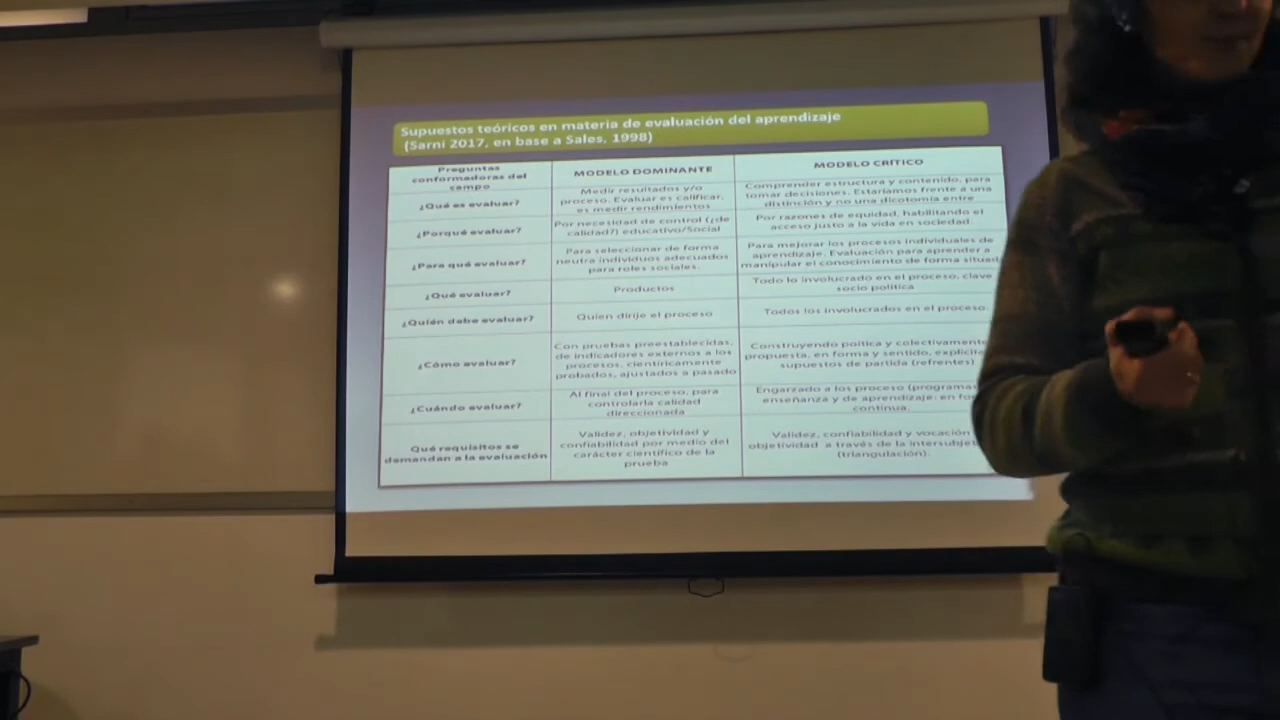 Supuestos teóricos en materia de evaluación del aprendizaje
(Sarni 2017, en base a Sales, 1998)
Preguntas
conformadoras del
campo
MODELO DOMINANTE
MODELO CRÍTICO
¿Qué es evaluar?
Medir resultados y/o
proceso. Evaluar es calificar,
es medir rendimientos
Comprender estructura y contenido, para
tomar decisiones. Estaríamos frente a una
distinción y no una dicotomía entre
¿Porqué evaluar?
Por necesidad de control (¿de
calidad?) educativo/Social
Por razones de equidad, habilitando el
acceso justo a la vida en sociedad.
¿Para qué evaluar?
Para seleccionar de forma
neutra individuos adecuados
para roles sociales.
Para mejorar los procesos individuales de
aprendizaje. Evaluación para aprender a
manipular el conocimiento de forma
¿Qué evaluar?
Productos
Todo lo involucrado en el proceso, clave
socio política
¿Quién debe evaluar?
Quien dirije el proceso
Todos los involucrados en el proceso.
¿Cómo evaluar?
Con pruebas preestablecidas,
de indicadores externos a los
procesos, científicamente
probados, ajustados a pasado
Construyendo política y colectivamente
propuesta, en forma y sentido,
supuestos de partida (refrentes)
¿Cuándo evaluar?
Al final del proceso, para
controlarla calidad
direccionada
Engarzado a los proceso (programas
enseñanza y de aprendizaje: en
continua.
Qué requisitos se
demandan a la evaluación
Validez, objetividad y
confiabilidad por medio del
carácter científico de la
prueba
Validez, confiabilidad y vocación
objetividad a través de la
(triangulación).